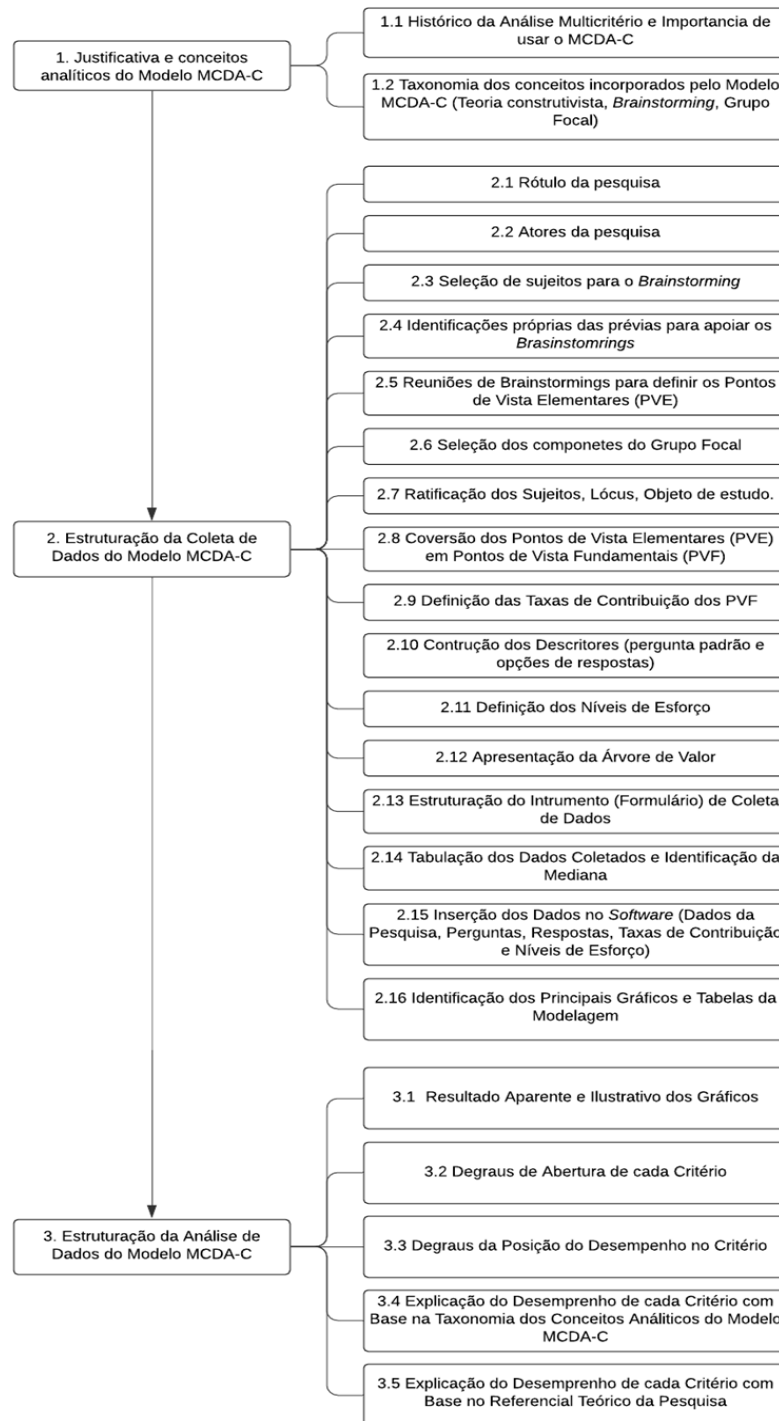 1. Justificativa e conceitos
analíticos do Modelo MCDA-C
1.1 Histórico da Análise Multicritério e Importancia de
usar o MCDA-C
1.2 Taxonomia dos conceitos incorporados pelo Modelo
MCDA-C (Teoria construtivista, Brainstorming, Grupo
Focal)
2. Estruturação da Coleta de
Dados do Modelo MCDA-C
2.1 Rótulo da pesquisa
2.2 Atores da pesquisa
2.3 Seleção de sujeitos para o Brainstorming
2.4 Identificações próprias das prévias para apoiar os
Brasinstomrings
2.5 Reuniões de Brainstormings para definir os Pontos
de Vista Elementares (PVE)
2.6 Seleção dos componetes do Grupo Focal
2.7 Ratificação dos Sujeitos, Lócus, Objeto de estudo.
2.8 Coversão dos Pontos de Vista Elementares (PVE)
em Pontos de Vista Fundamentais (PVF)
2.9 Definição das Taxas de Contribuição dos PVF
2.10 Contrução dos Descritores (pergunta padrão e
opções de respostas)
2.11 Definição dos Níveis de Esforço
2.12 Apresentação da Árvore de Valor
2.13 Estruturação do Intrumento (Formulário) de Coleta
de Dados
2.14 Tabulação dos Dados Coletados e Identificação da
Mediana
2.15 Inserção dos Dados no Software (Dados da
Pesquisa, Perguntas, Respostas, Taxas de Contribuição
e Níveis de Esforço)
2.16 Identificação dos Principais Gráficos e Tabelas da
Modelagem
3. Estruturação da Análise de
Dados do Modelo MCDA-C
3.1 Resultado Aparente e Ilustrativo dos Gráficos
3.2 Degraus de Abertura de cada Critério
3.3 Degraus da Posição do Desempenho no Critério
3.4 Explicação do Desemprenho de cada Critério com
Base na Taxonomia dos Conceitos Análiticos do Modelo
MCDA-C
3.5 Explicação do Desempenho de cada Critério com
Base no Referencial Teórico da Pesquisa